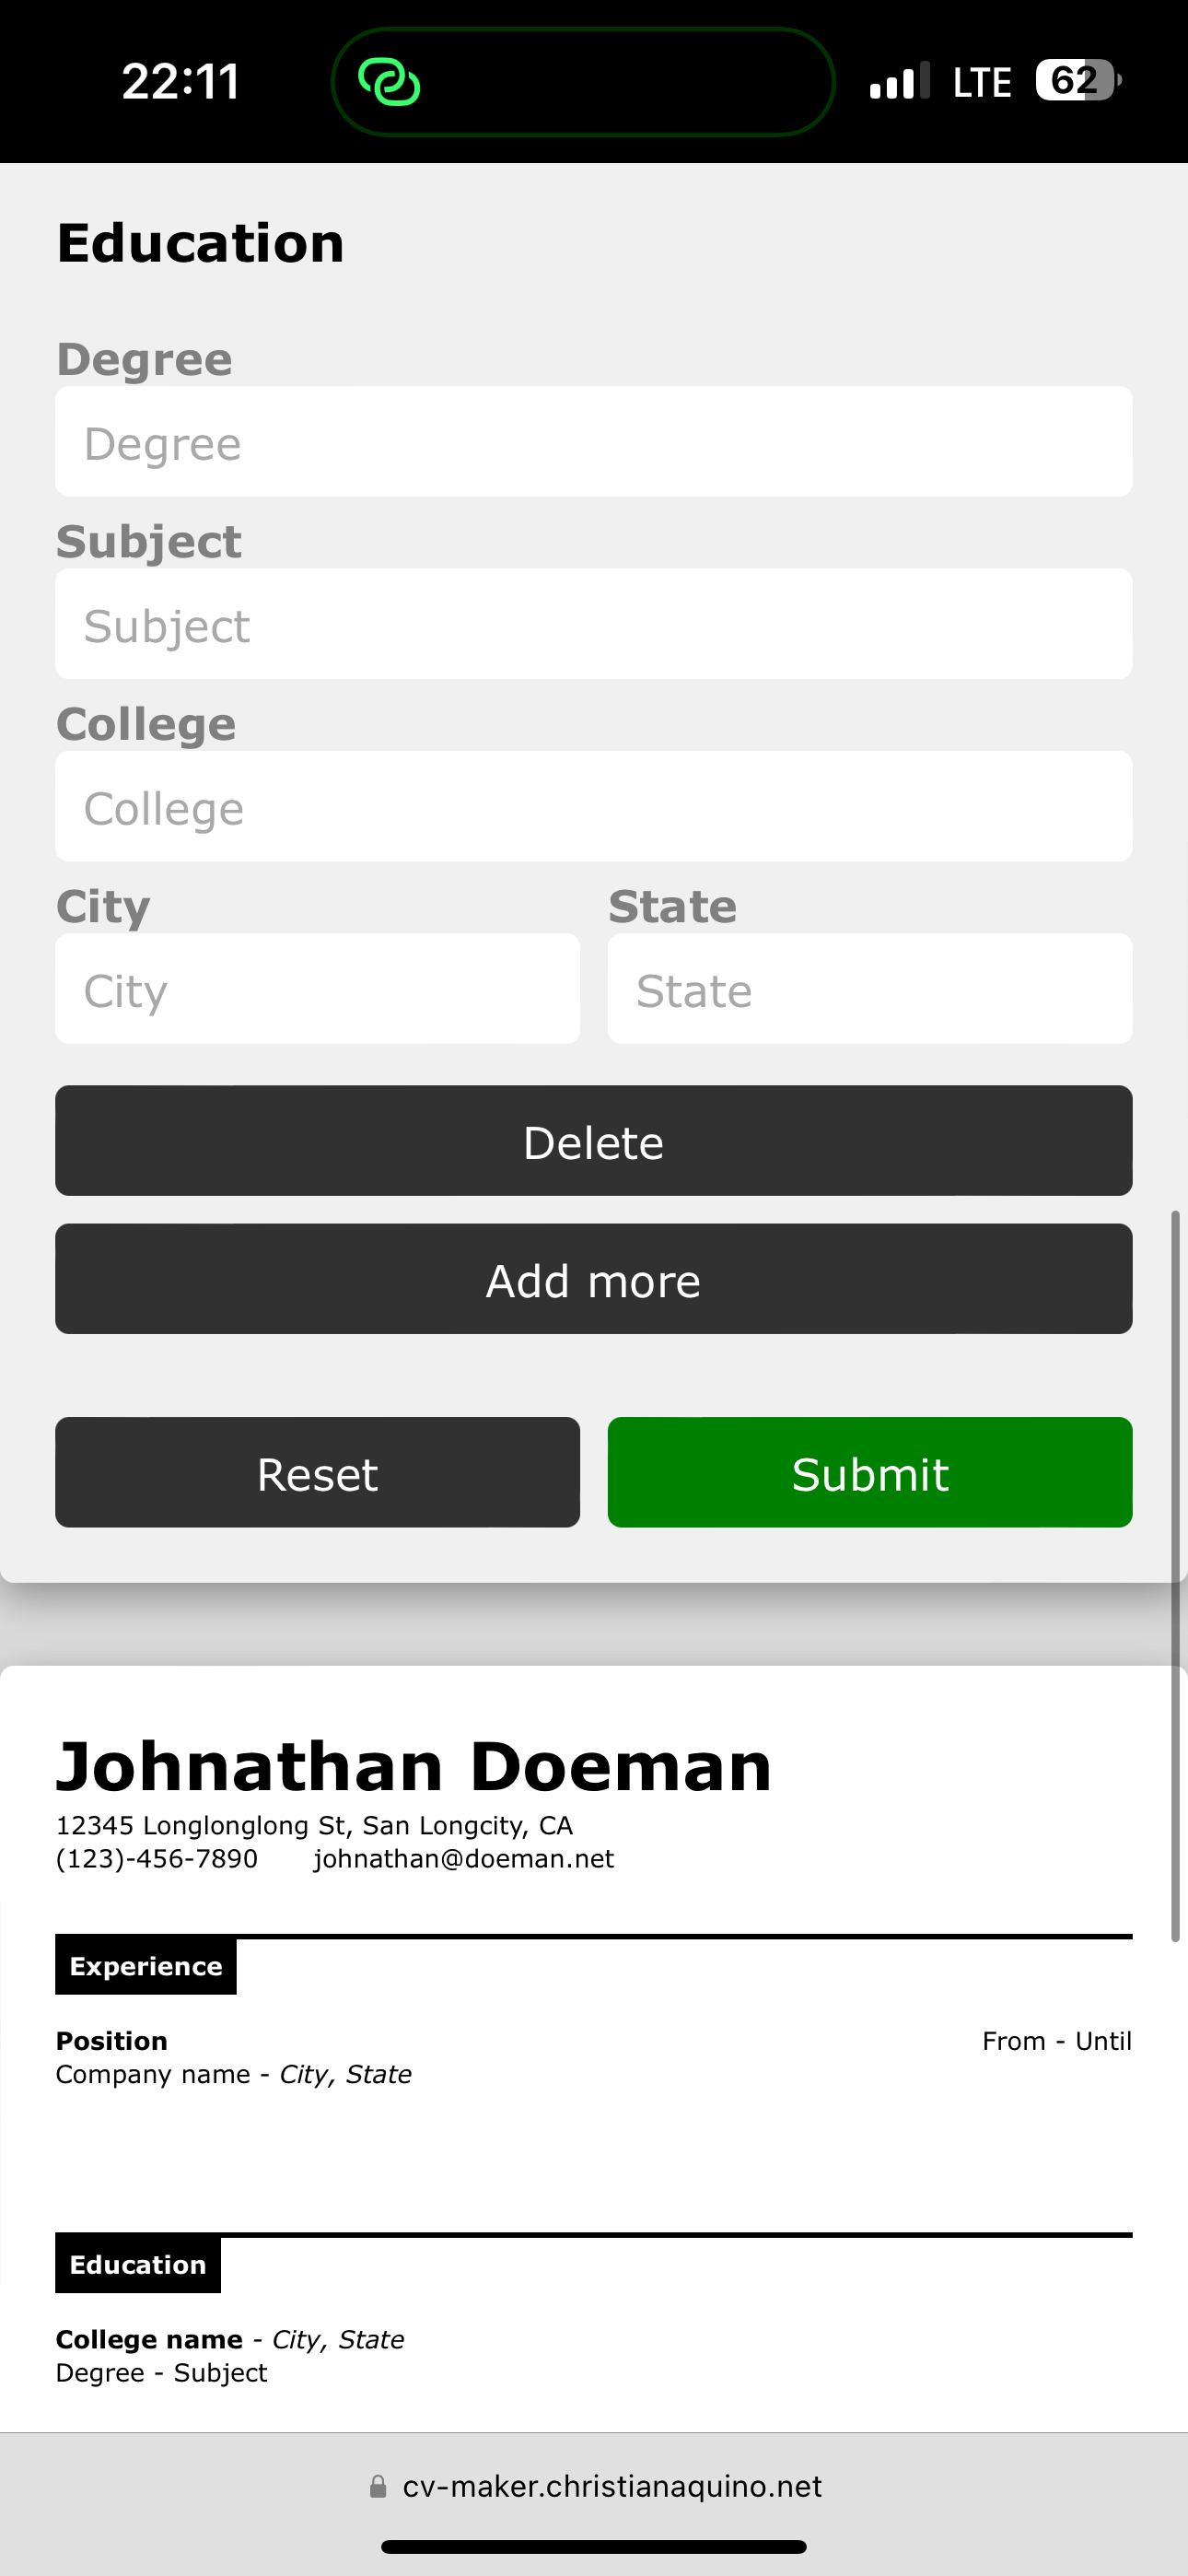 22:11 LTE 62
Education
Degree
Degree
Subject
Subject
College
College
City State
City State
Delete
Add more
Reset Submit
Johnathan Doeman
12345 Longlonglong St, San Longcity, CA
(123)-456-7890 johnathan@doeman.net
Experience
Position From - Until
Company name - City, State
Education
College name - City, State
Degree - Subject
cv-maker.christianaquino.net